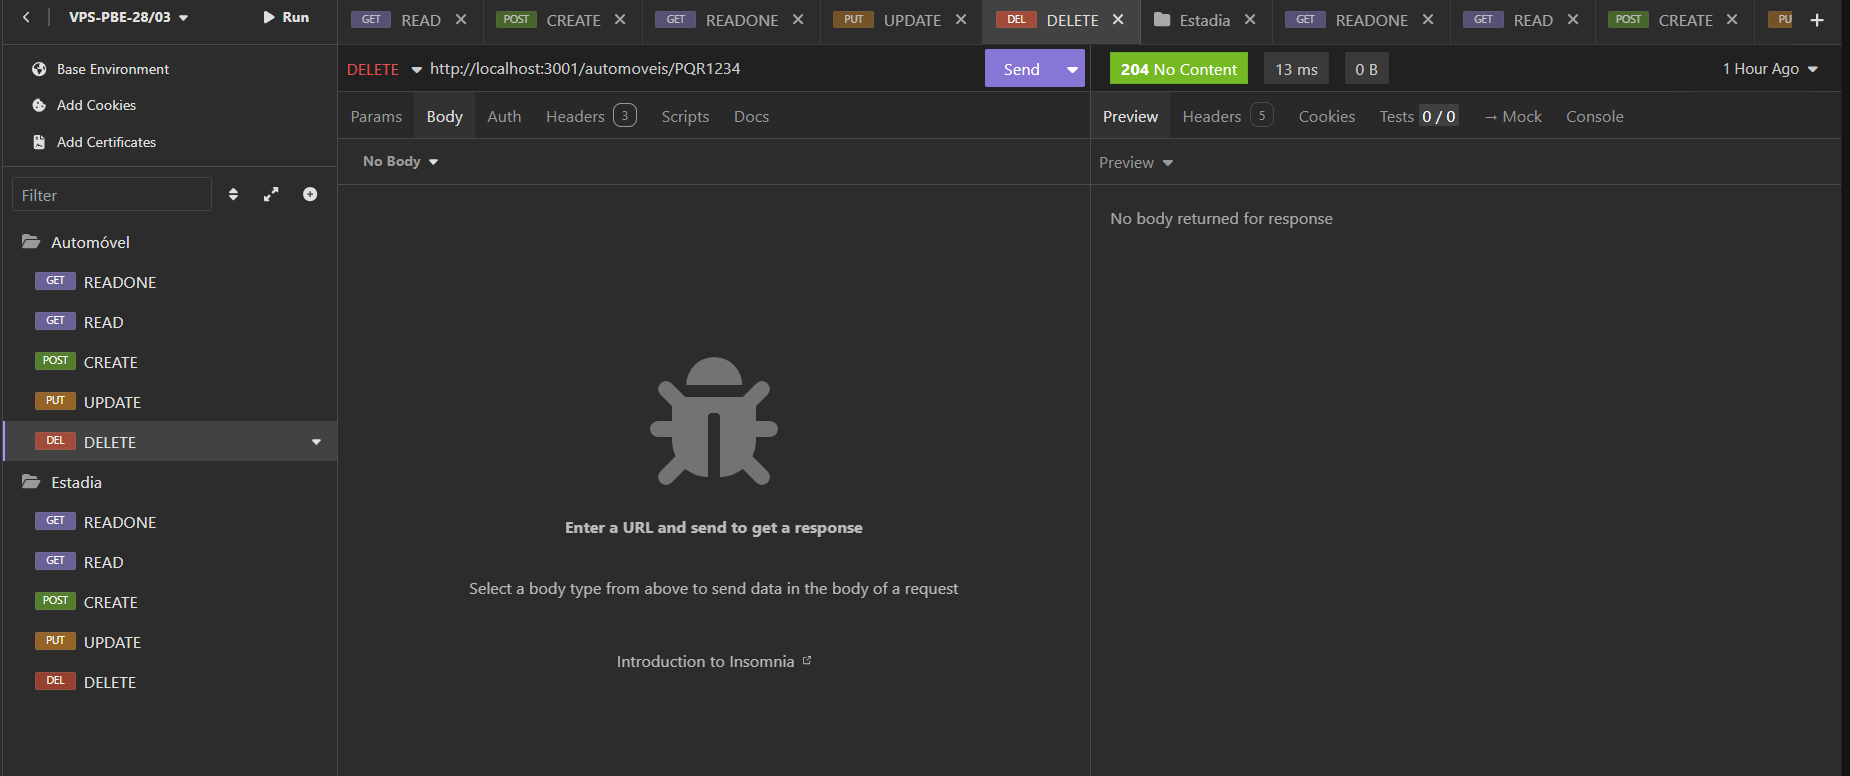 VPS-PBE-28/03 Run
GET READ POST CREATE GET READONE PUT UPDATE DEL DELETE Estadia GET READONE GET READ POST CREATE PU
Base Environment
Add Cookies
Add Certificates
Filter
Automóvel
GET READONE
GET READ
POST CREATE
PUT UPDATE
DEL DELETE
Estadia
GET READONE
GET READ
POST CREATE
PUT UPDATE
DEL DELETE
DELETE http://localhost:3001/automoveis/PQR1234 Send
Params Body Auth Headers 3 Scripts Docs
No Body
Enter a URL and send to get a response
Select a body type from above to send data in the body of a request
Introduction to Insomnia
204 No Content 13 ms 0 B 1 Hour Ago
Preview Headers 5 Cookies Tests 0 / 0 → Mock Console
Preview
No body returned for response